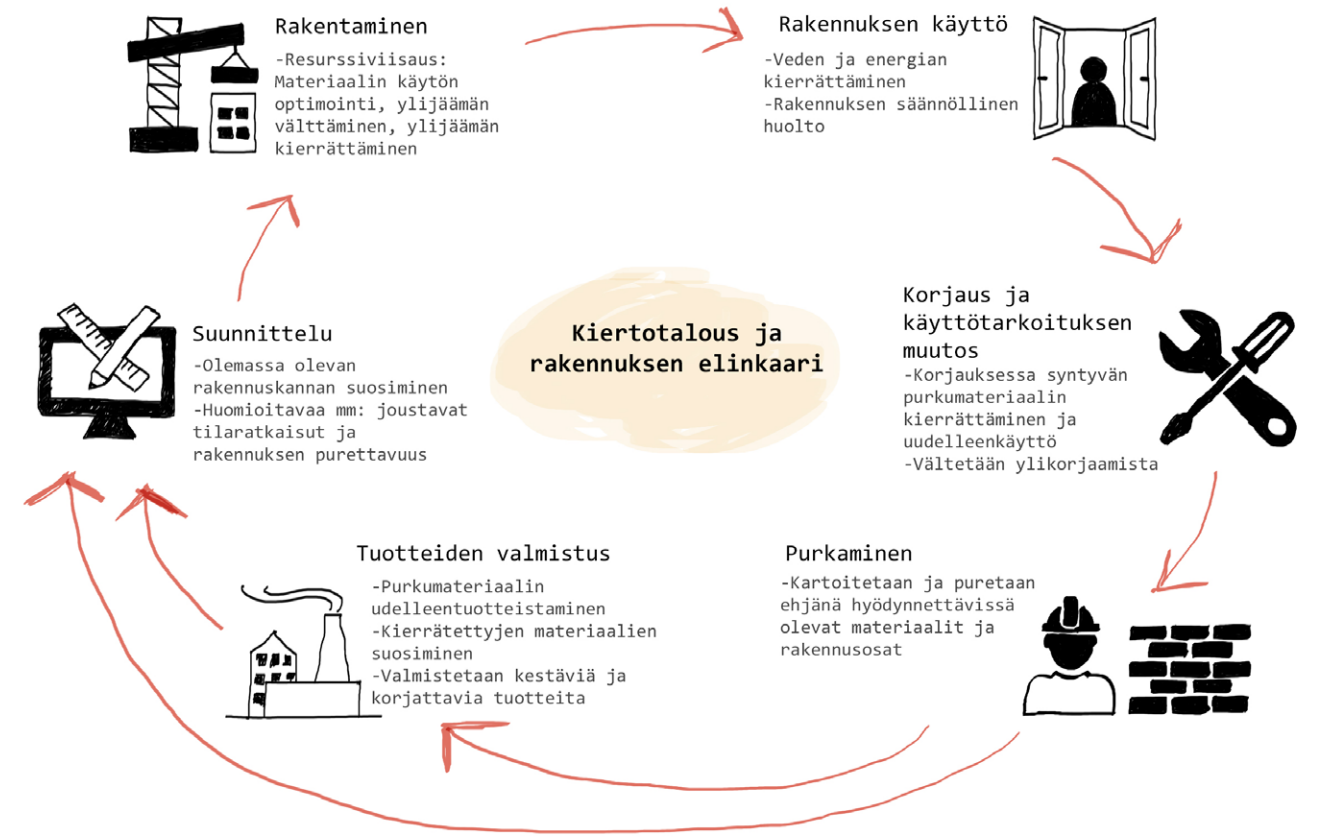 Rakentaminen
-Resurssiviisaus:
Materiaalin käytön
optimointi, ylijäämän
välttäminen, ylijäämän
kierrättäminen
Rakennuksen käyttö
-Veden ja energian
kierrättäminen
-Rakennuksen säännöllinen
huolto
Korjaus ja
käyttötarkoituksen
muutos
-Korjauksessa syntyvän
purkumateriaalin
kierrättäminen ja
uudelleenkäyttö
-Vältetään ylikorjaamista
Purkaminen
-Kartoitetaan ja puretaan
ehjänä hyödynnettävissä
olevat materiaalit ja
rakennusosat
Tuotteiden valmistus
-Purkumateriaalin
udelleentuotteistaminen
-Kierrätettyjen materiaalien
suosiminen
-Valmistetaan kestäviä ja
korjattavia tuotteita
Suunnittelu
-Olemassa olevan
rakennuskannan suosiminen
-Huomioitavaa mm: joustavat
tilaratkaisut ja
rakennuksen purettavuus
Kiertotalous ja
rakennuksen elinkaari